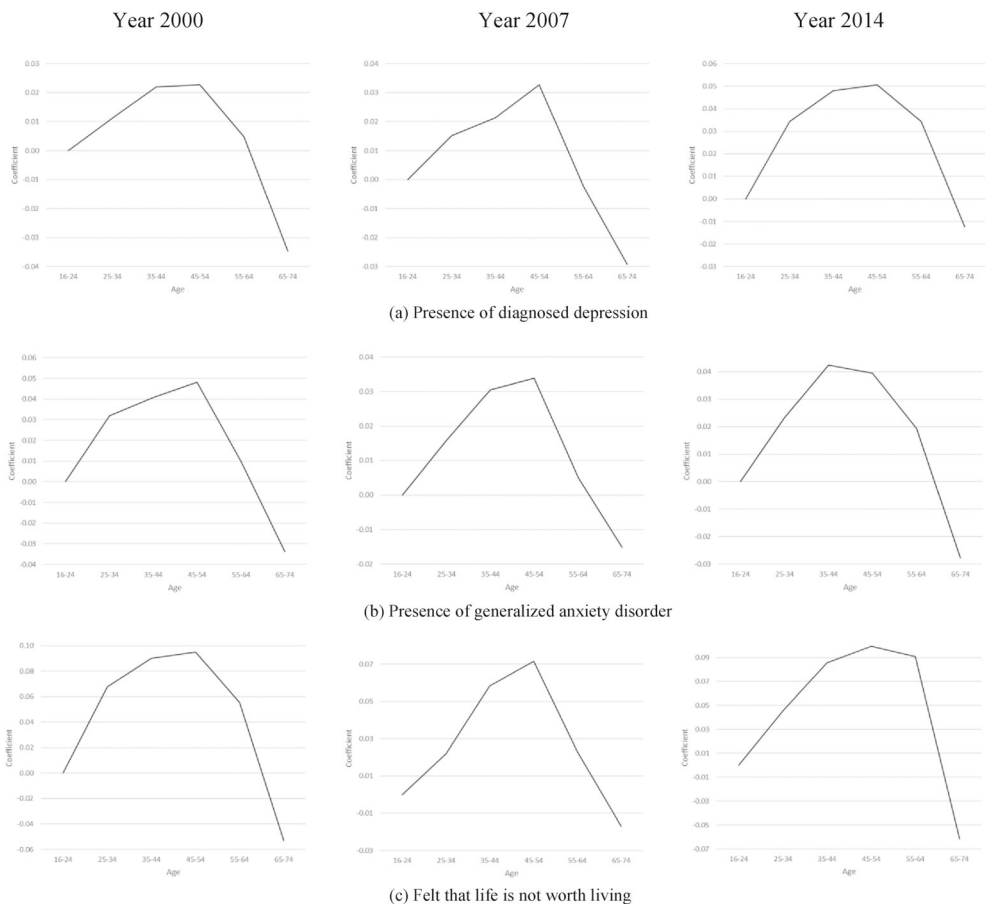 Year 2000 Year 2007 Year 2014
0.03
0.02
0.01
0.00
-0.01
-0.02
-0.03
-0.04
Coefficient
16-24 25-34 35-44 45-54 55-64 65-74
Age
0.04
0.03
0.02
0.01
0.00
-0.01
-0.02
-0.03
Coefficient
16-24 25-34 35-44 45-54 55-64 65-74
Age
0.06
0.05
0.04
0.03
0.02
0.01
0.00
-0.01
-0.02
-0.03
Coefficient
16-24 25-34 35-44 45-54 55-64 65-74
Age
(a) Presence of diagnosed depression
0.06
0.05
0.04
0.03
0.02
0.01
0.00
-0.01
-0.02
-0.03
-0.04
Coefficient
16-24 25-34 35-44 45-54 55-64 65-74
Age
0.04
0.03
0.02
0.01
0.00
-0.01
-0.02
Coefficient
16-24 25-34 35-44 45-54 55-64 65-74
Age
0.04
0.03
0.02
0.01
0.00
-0.01
-0.02
-0.03
Coefficient
16-24 25-34 35-44 45-54 55-64 65-74
Age
(b) Presence of generalized anxiety disorder
0.10
0.08
0.06
0.04
0.02
0.00
-0.02
-0.04
-0.06
Coefficient
16-24 25-34 35-44 45-54 55-64 65-74
Age
0.07
0.05
0.03
0.01
-0.01
-0.03
Coefficient
16-24 25-34 35-44 45-54 55-64 65-74
Age
0.09
0.07
0.05
0.03
0.01
-0.01
-0.03
-0.05
-0.07
Coefficient
16-24 25-34 35-44 45-54 55-64 65-74
Age
(c) Felt that life is not worth living